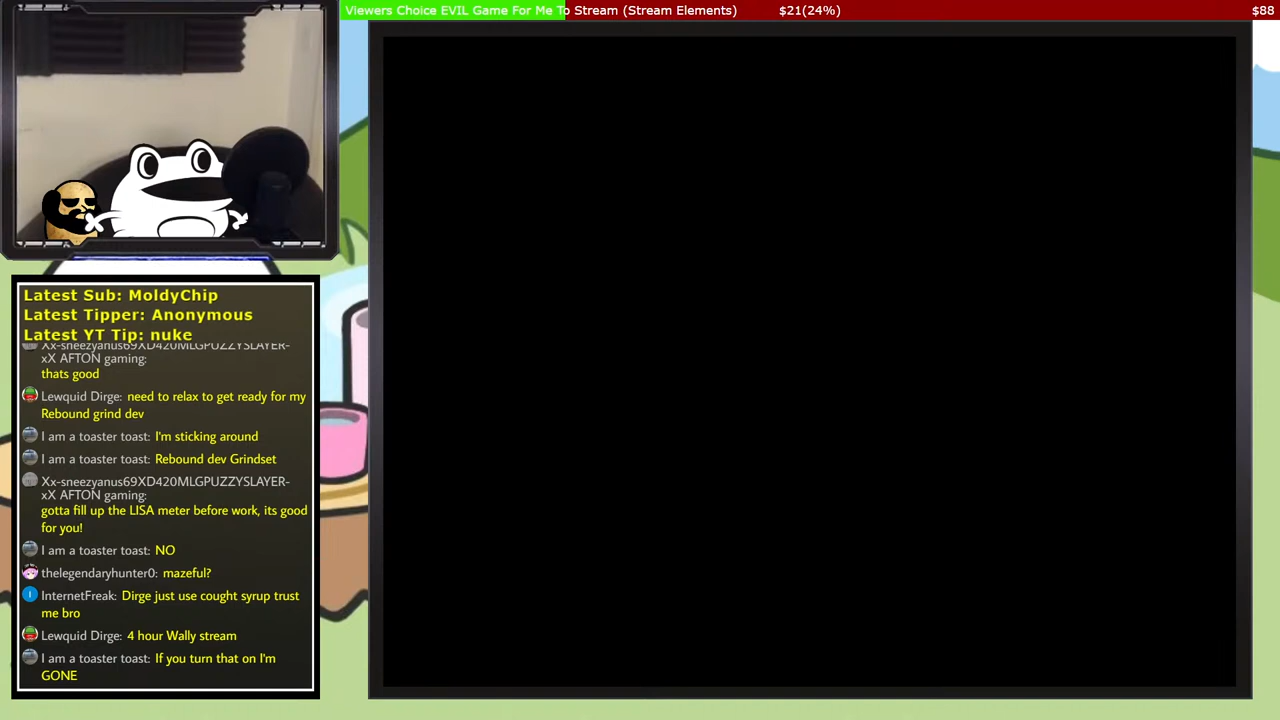 Viewers Choice EVIL Game For Me To Stream (Stream Elements) $21(24%) $88
Latest Sub: MoldyChip
Latest Tipper: Anonymous
Latest YT Tip: nuke
Xx-sneezyanus69XD420MLGPUZZYSLAYER-
xX AFTON gaming:
thats good
Lewquid Dirge: need to relax to get ready for my
Rebound grind dev
I am a toaster toast: I'm sticking around
I am a toaster toast: Rebound dev Grindset
Xx-sneezyanus69XD420MLGPUZZYSLAYER-
xX AFTON gaming:
gotta fill up the LISA meter before work, its good
for you!
I am a toaster toast: NO
thelegendaryhunter0: mazeful?
I
InternetFreak: Dirge just use cought syrup trust
me bro
Lewquid Dirge: 4 hour Wally stream
I am a toaster toast: If you turn that on I'm
GONE